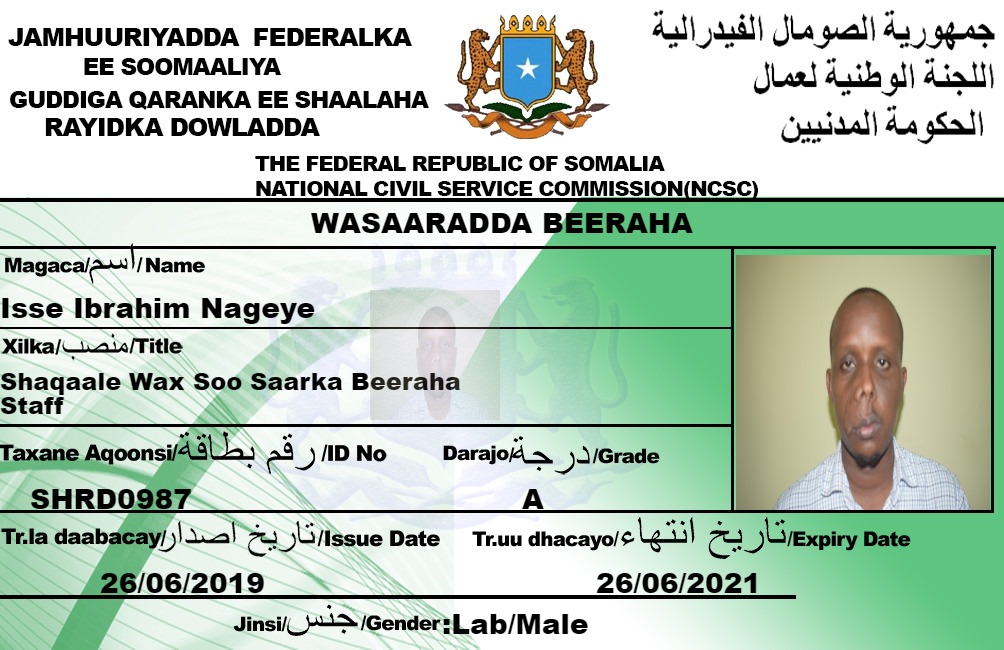 JAMHUURIYADDA FEDERALKA
EE SOOMAALIYA
GUDDIGA QARANKA EE SHAALAHA
RAYIDKA DOWLADDA
جمهورية الصومال الفيدرالية
اللجنة الوطنية لعمال
الحكومة المدنيين
THE FEDERAL REPUBLIC OF SOMALIA
NATIONAL CIVIL SERVICE COMMISSION(NCSC)
WASAARADDA BEERAHA
Magaca/اسم/Name
Isse Ibrahim Nageye
Xilka/منصب/Title
Shaqaale Wax Soo Saarka Beeraha
Staff
Taxane Aqoonsi/رقم بطاقة/ID No
Darajo/درجة/Grade
SHRD0987
A
Tr.la daabacay/تاريخ اصدار/Issue Date
Tr.uu dhacayo/تاريخ انتهاء/Expiry Date
26/06/2019
26/06/2021
Jinsi/جنس/Gender:Lab/Male